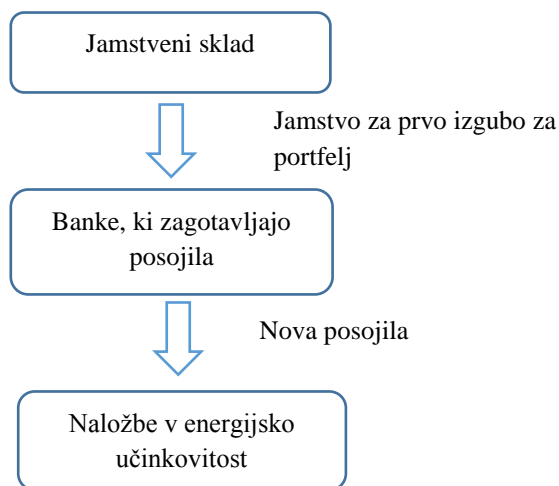 Jamstveni sklad
Jamstvo za prvo izgubo za
portfelj
Banke, ki zagotavljajo
posojila
Nova posojila
Naložbe v energijsko
učinkovitost